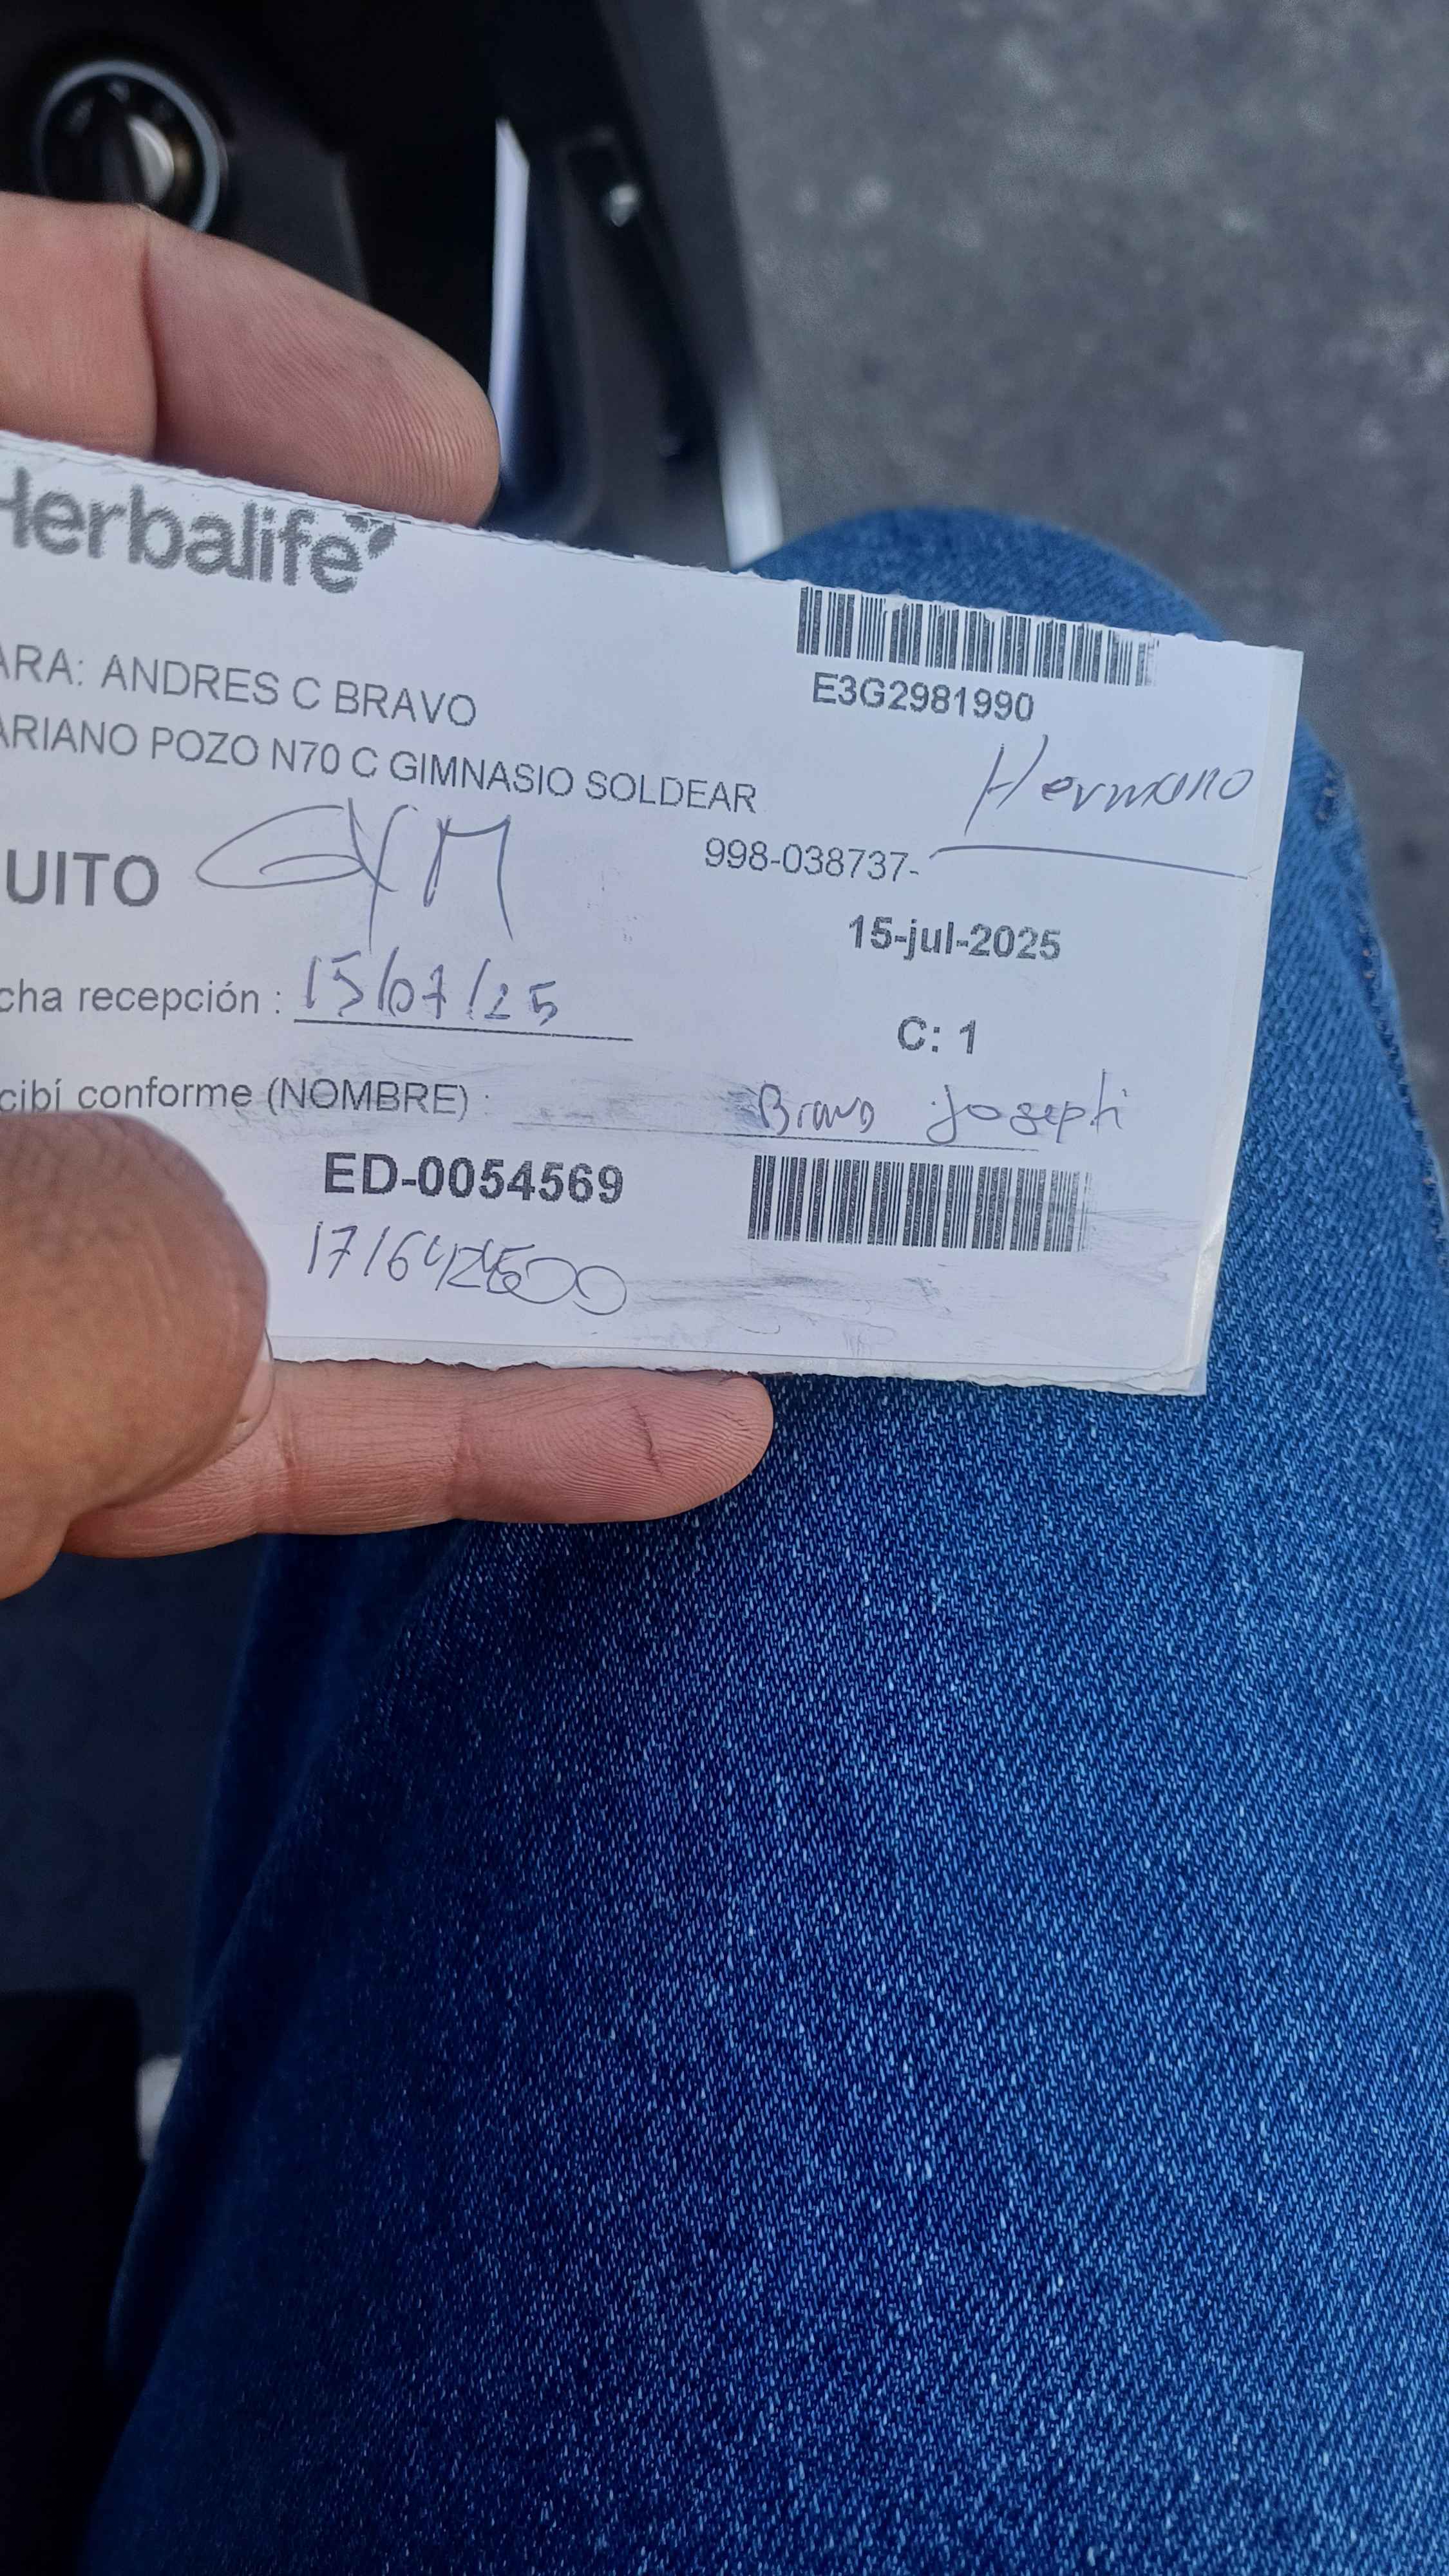 Herbalife
ARA: ANDRES C BRAVO
E3G2981990
ARIANO POZO N70 C GIMNASIO SOLDEAR
Hermano
998-038737-
UITO GYM
15-jul-2025
cha recepción : 15/07/25
C: 1
cibí conforme (NOMBRE) : Bravo Joseph
ED-0054569